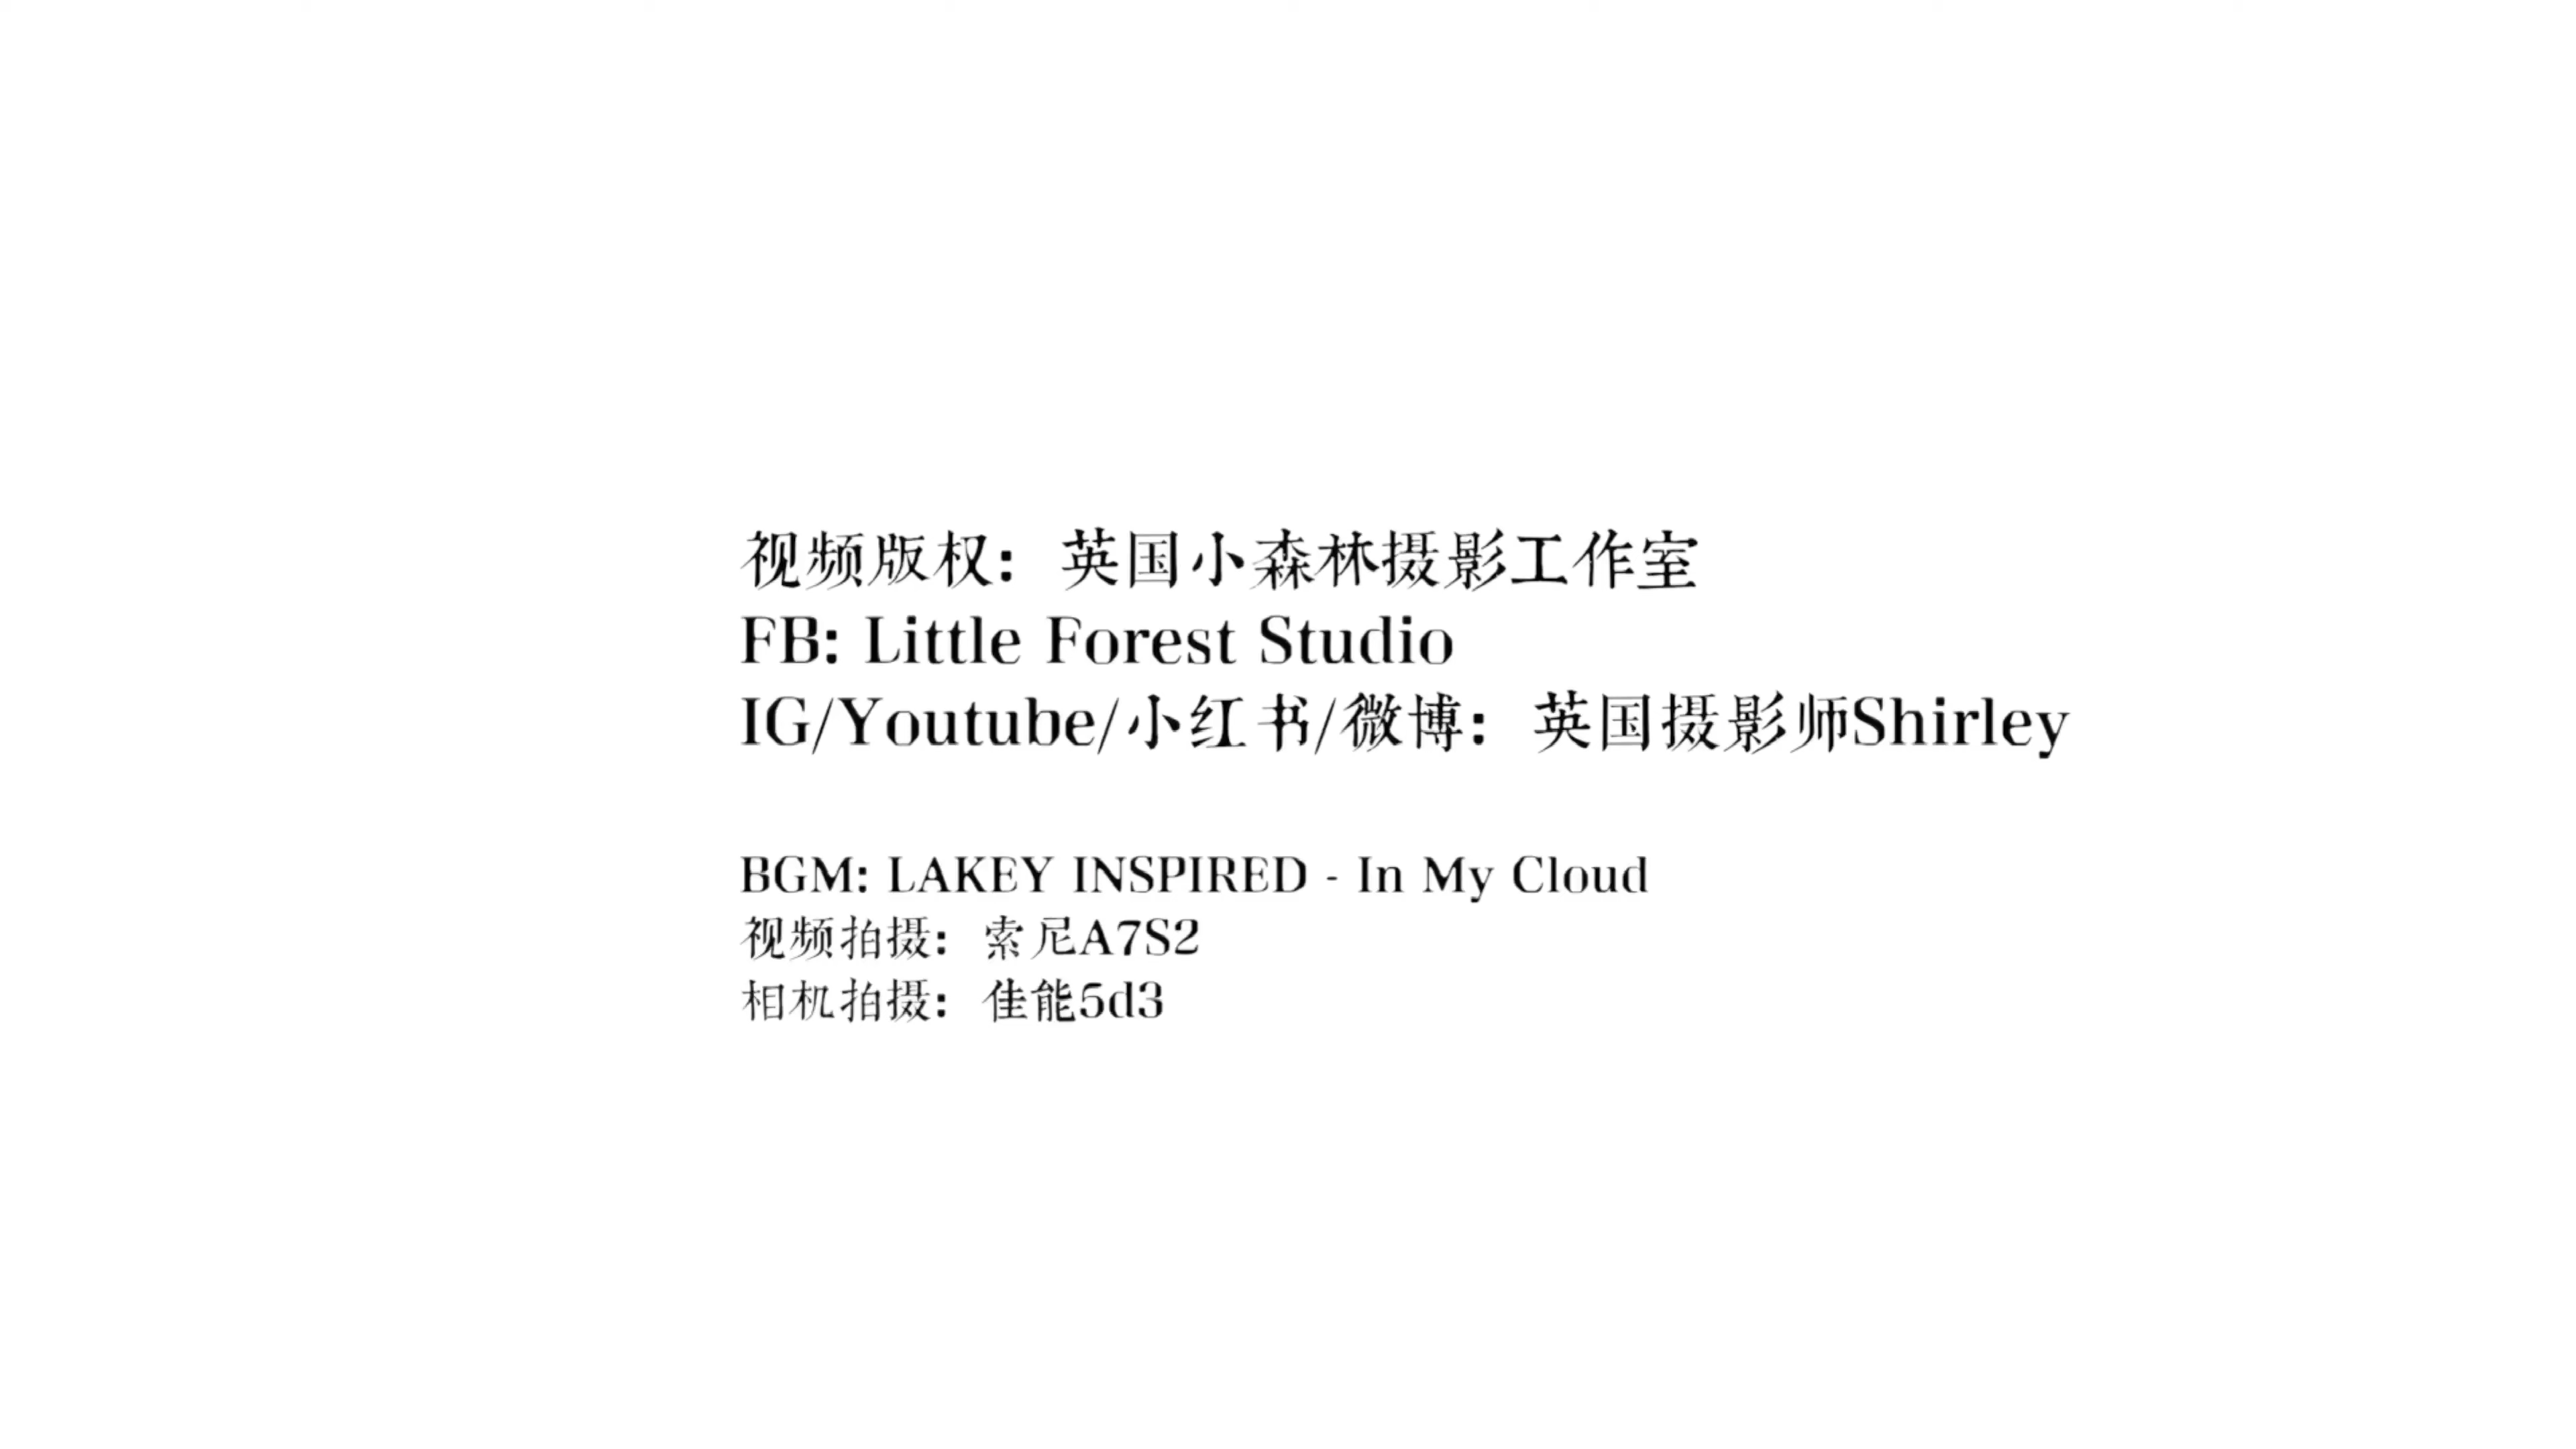 视频版权：英国小森林摄影工作室
FB: Little Forest Studio
IG/Youtube/小红书/微博：英国摄影师Shirley
BGM: LAKEY INSPIRED - In My Cloud
视频拍摄：索尼A7S2
相机拍摄：佳能5d3